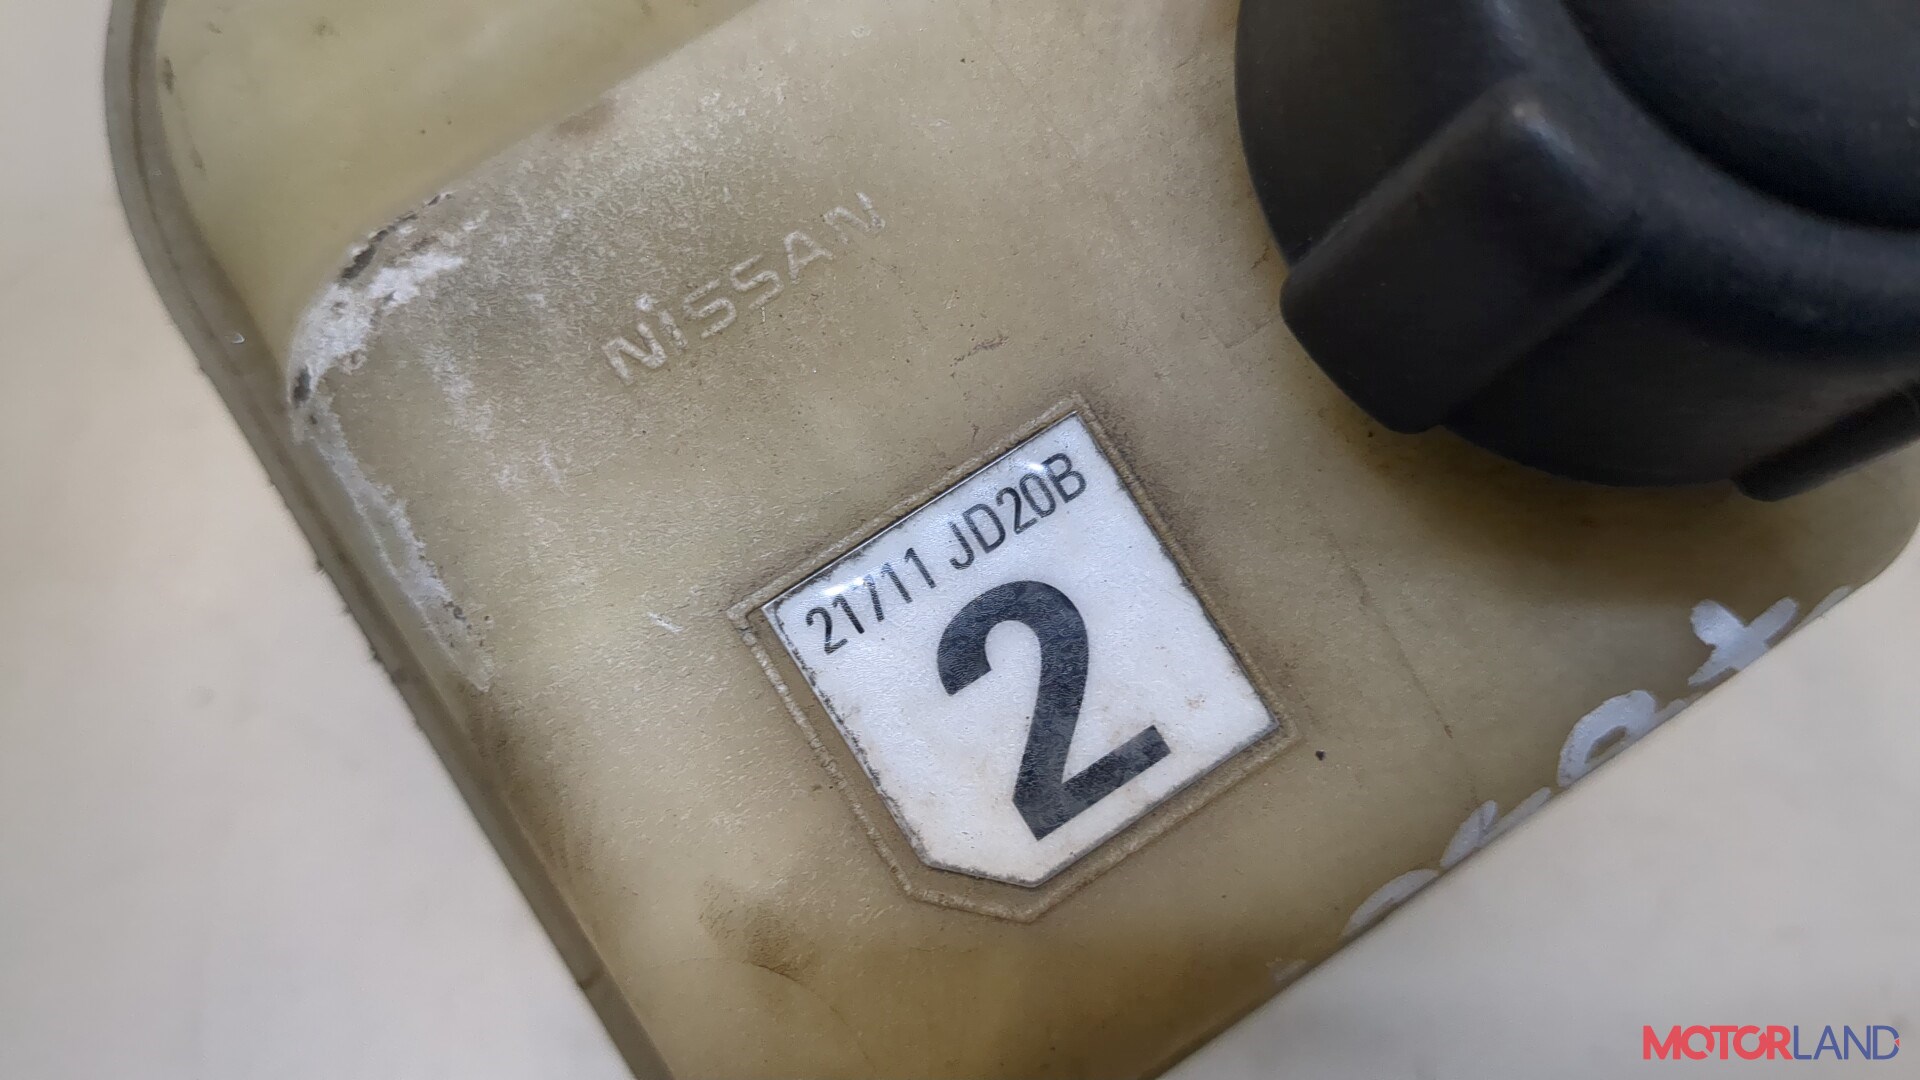 NISSAN
21711 JD20B
2
MOTORLAND